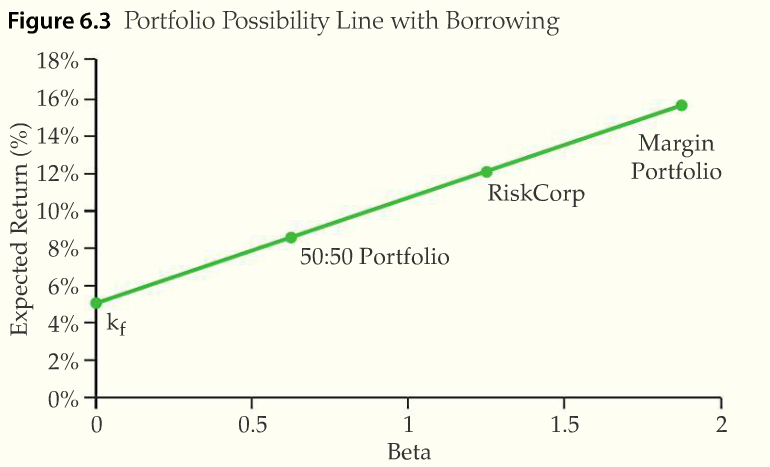 Figure 6.3 Portfolio Possibility Line with Borrowing
18%
16%
14%
12%
10%
8%
6%
4%
2%
0%
Expected Return (%)
Margin
Portfolio
RiskCorp
50:50 Portfolio
kf
0
0.5
1
1.5
2
Beta